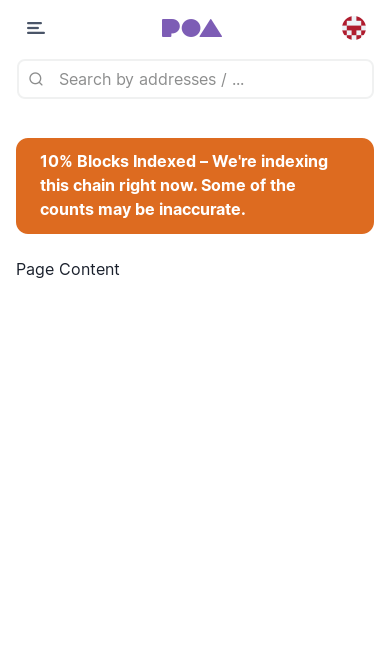 POA
Search by addresses / ...
10% Blocks Indexed – We're indexing
this chain right now. Some of the
counts may be inaccurate.
Page Content